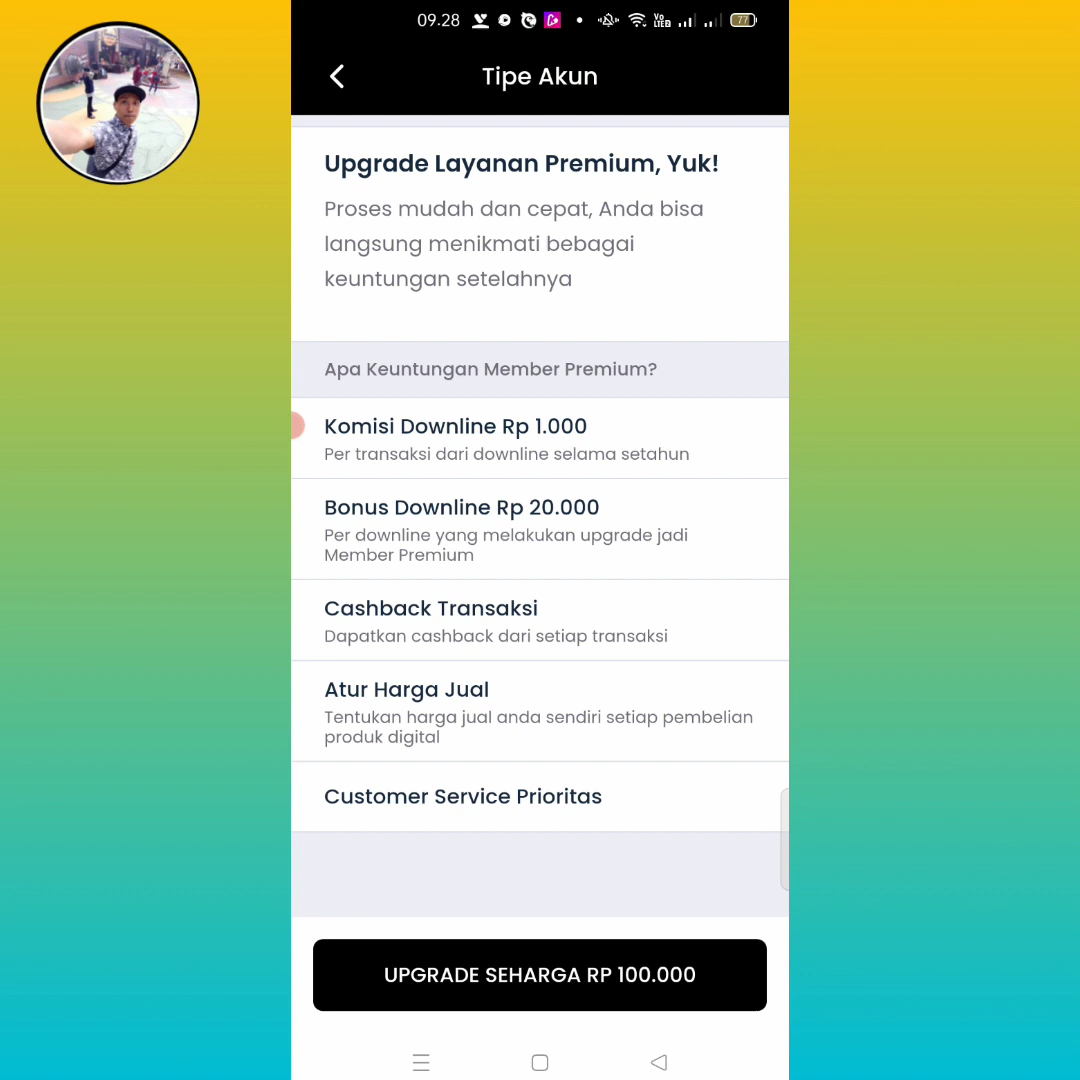 09.28
Vo
LTE2
77
Tipe Akun
Upgrade Layanan Premium, Yuk!
Proses mudah dan cepat, Anda bisa
langsung menikmati bebagai
keuntungan setelahnya
Apa Keuntungan Member Premium?
Komisi Downline Rp 1.000
Per transaksi dari downline selama setahun
Bonus Downline Rp 20.000
Per downline yang melakukan upgrade jadi
Member Premium
Cashback Transaksi
Dapatkan cashback dari setiap transaksi
Atur Harga Jual
Tentukan harga jual anda sendiri setiap pembelian
produk digital
Customer Service Prioritas
UPGRADE SEHARGA RP 100.000